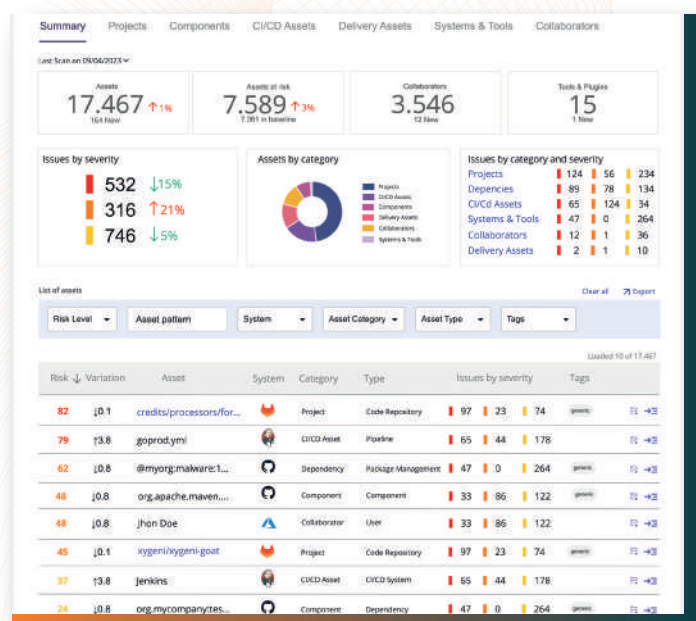 Summary Projects Components CI/CD Assets Delivery Assets Systems & Tools Collaborators
Last Scan on 09/04/2023
Assets Assets at risk Collaborators Tools & Plugins
17.467 ↑1% 7.589 ↑3% 3.546 15
164 New 7.361 in baseline 12 New 1 New
Issues by severity
532 ↓15%
316 ↑21%
746 ↓5%
Assets by category
Projects
CI/CD Assets
Components
Delivery Assets
Collaborators
Systems & Tools
Issues by category and severity
Projects 124 56 234
Depencies 89 78 134
CI/Cd Assets 65 124 34
Systems & Tools 47 0 264
Collaborators 12 1 36
Delivery Assets 2 1 10
List of assets Clear all Export
Risk Level Asset pattern System Asset Category Asset Type Tags
Loaded 10 of 17.467
Risk ↓ Variation Asset System Category Type Issues by severity Tags
82 ↓0.1 credits/processors/for... Project Code Repository 97 23 74 generic
79 ↑3.8 goprod.yml CI/CD Asset Pipeline 65 44 178
62 ↓0.8 @myorg:malware:1... Dependency Package Management 47 0 264 generic
48 ↓0.8 org.apache.maven.... Component Component 33 86 122 generic
48 ↓0.8 Jhon Doe Collaborator User 33 86 122
45 ↓0.1 xygeni/xygeni-goat Project Code Repository 97 23 74 generic
37 ↑3.8 Jenkins CI/CD Asset CI/CD System 65 44 178
24 ↓0.8 org.mycompany:tes... Component Dependency 47 0 264 generic